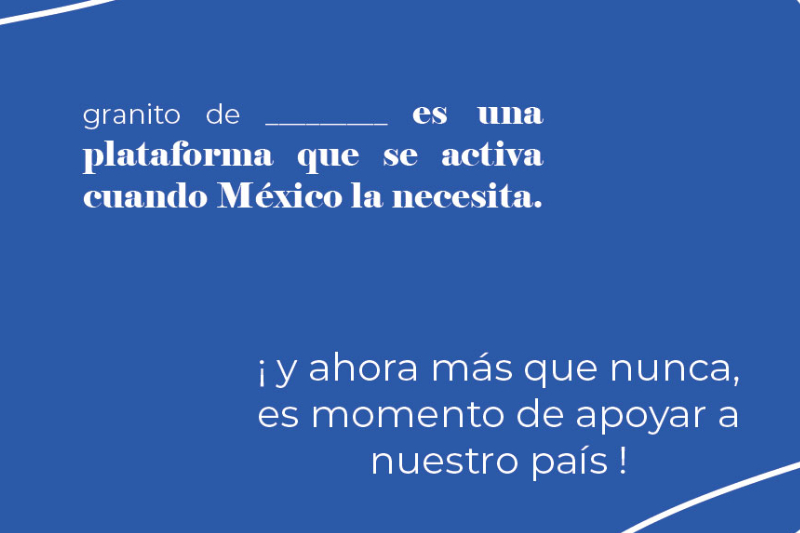 granito de _________ es una
plataforma que se activa
cuando México la necesita.
¡ y ahora más que nunca,
es momento de apoyar a
nuestro país !